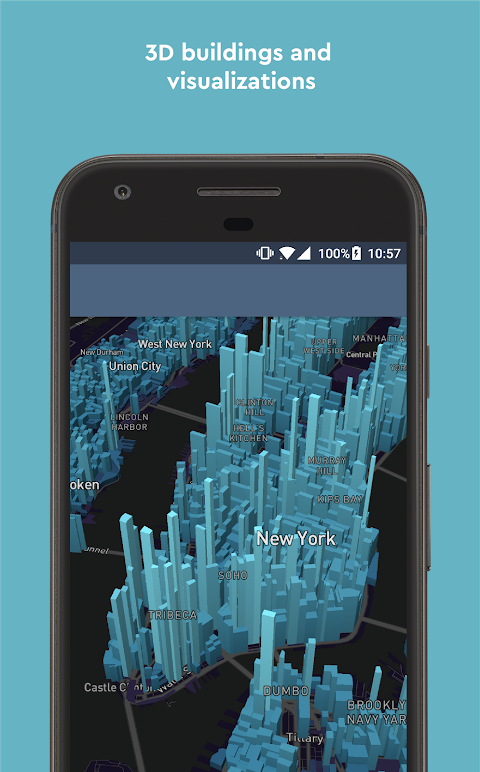 3D buildings and
visualizations
100% 10:57
West New York
New Durham
Union City
UPPER
WEST SIDE
MANHATTA
Central P
LINCOLN
HARBOR
CLINTON
HILL
HELL'S
KITCHEN
MURRAY
HILL
KIPS BAY
oken
New York
unnel
SOHO
TRIBECA
Castle Clinton
DUMBO
BROOKLY
NAVY YAR
Tillary